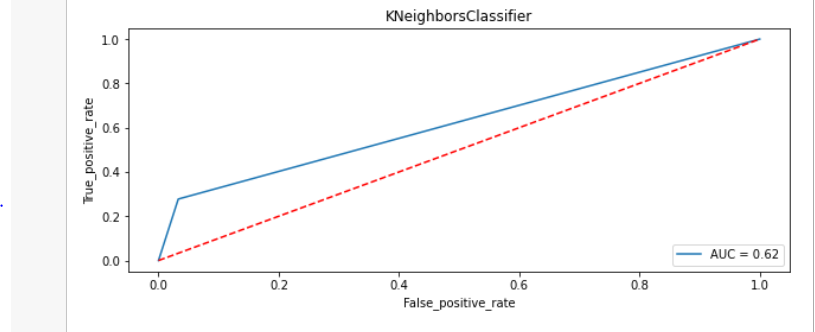 KNeighborsClassifier
1.0
0.8
0.6
0.4
0.2
0.0
True_positive_rate
AUC = 0.62
0.0 0.2 0.4 0.6 0.8 1.0
False_positive_rate